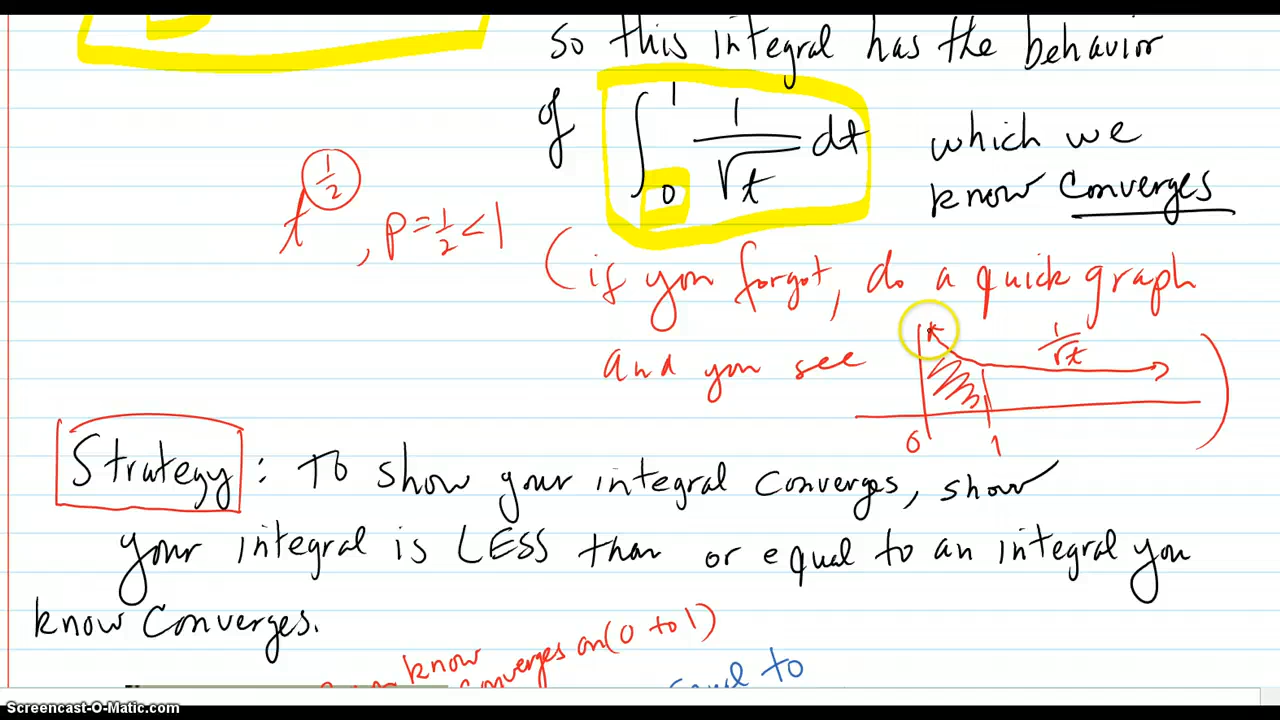 so this integral has the behavior
of ∫₀¹ 1/√t dt which we
know Converges
t^(1/2), p = 1/2 < 1
(if you forgot, do a quick graph
and you see 1/√t )
0 1
Strategy: To show your integral Converges, show
your integral is LESS than or equal to an integral you
know Converges.
know
converges on (0 to 1)
equal to
Screencast-O-Matic.com